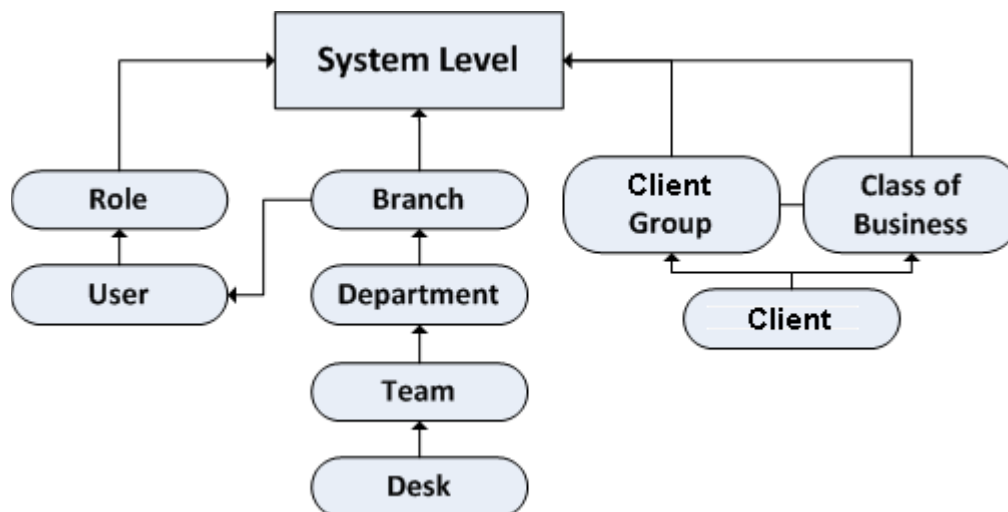 System Level
Role
Branch
Client
Group
Class of
Business
User
Department
Client
Team
Desk